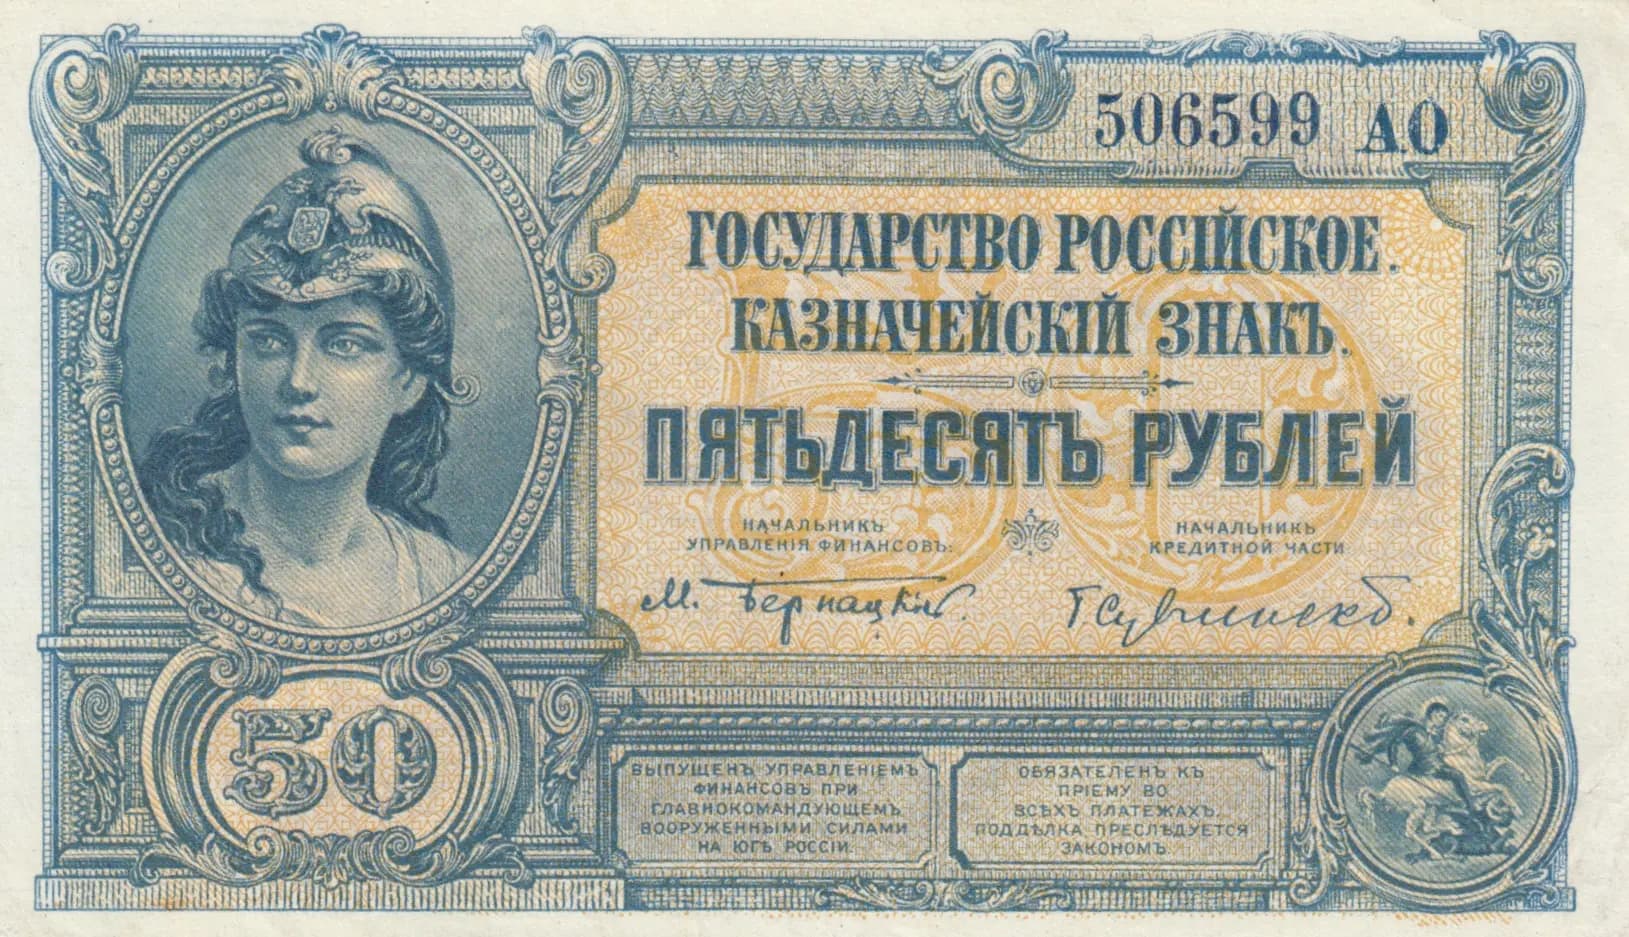 506599 АО
ГОСУДАРСТВО РОССІЙСКОЕ.
КАЗНАЧЕЙСКІЙ ЗНАКЪ.
ПЯТЬДЕСЯТЪ РУБЛЕЙ
НАЧАЛЬНИКЪ
УПРАВЛЕНІЯ ФИНАНСОВЪ:
М. Бернацкій.
НАЧАЛЬНИКЪ
КРЕДИТНОЙ ЧАСТИ
50
ВЫПУЩЕНЪ УПРАВЛЕНІЕМЪ
ФИНАНСОВЪ ПРИ
ГЛАВНОКОМАНДУЮЩЕМЪ
ВООРУЖЕННЫМИ СИЛАМИ
НА ЮГѢ РОССІИ.
ОБЯЗАТЕЛЕНЪ КЪ
ПРІЕМУ ВО
ВСѢХЪ ПЛАТЕЖАХЪ.
ПОДДѢЛКА ПРЕСЛѢДУЕТСЯ
ЗАКОНОМЪ